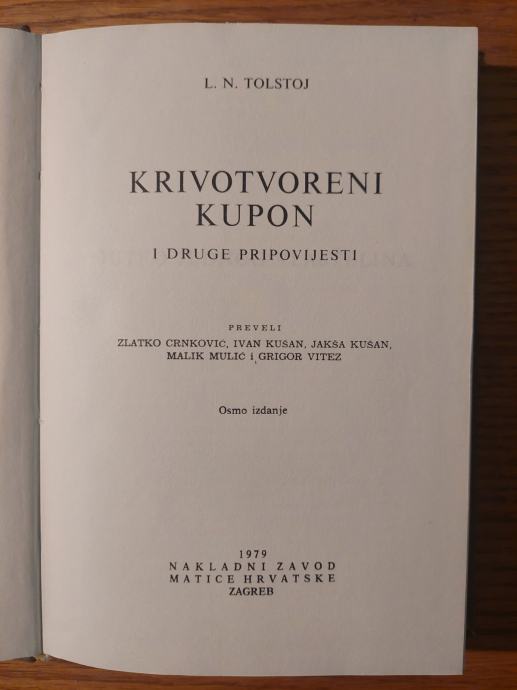 L. N. TOLSTOJ
KRIVOTVORENI
KUPON
I DRUGE PRIPOVIJESTI
PREVELI
ZLATKO CRNKOVIĆ, IVAN KUŠAN, JAKŠA KUŠAN,
MALIK MULIĆ i GRIGOR VITEZ
Osmo izdanje
1979
NAKLADNI ZAVOD
MATICE HRVATSKE
ZAGREB